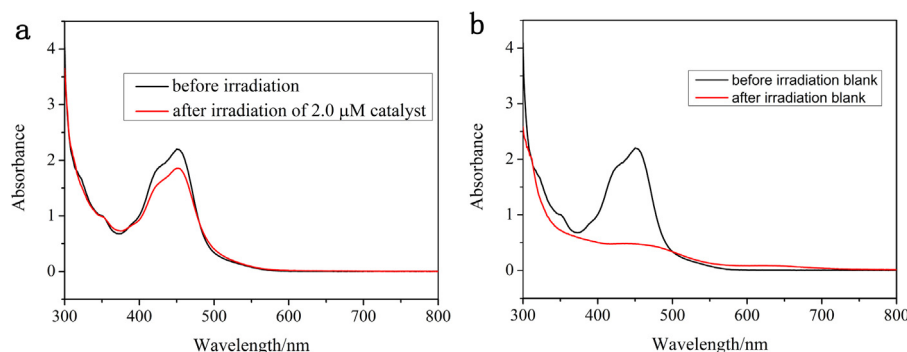 a
4
3
2
1
0
Absorbance
before irradiation
after irradiation of 2.0 μM catalyst
300
400
500
600
700
800
Wavelength/nm
b
4
3
2
1
0
Absorbance
before irradiation blank
after irradiation blank
300
400
500
600
700
800
Wavelength/nm